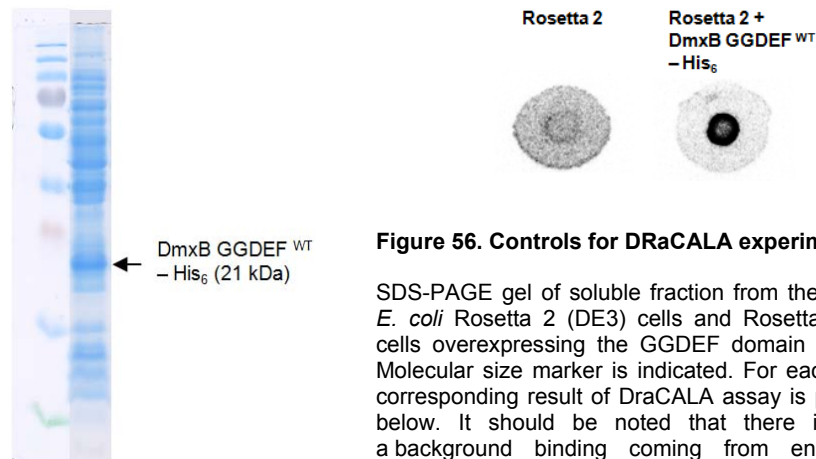 Rosetta 2
Rosetta 2 +
DmxB GGDEF WT
– His6
DmxB GGDEF WT
– His6 (21 kDa)
Figure 56. Controls for DRaCALA experim
SDS-PAGE gel of soluble fraction from the
E. coli Rosetta 2 (DE3) cells and Rosetta
cells overexpressing the GGDEF domain
Molecular size marker is indicated. For eac
corresponding result of DraCALA assay is p
below. It should be noted that there i
a background binding coming from en